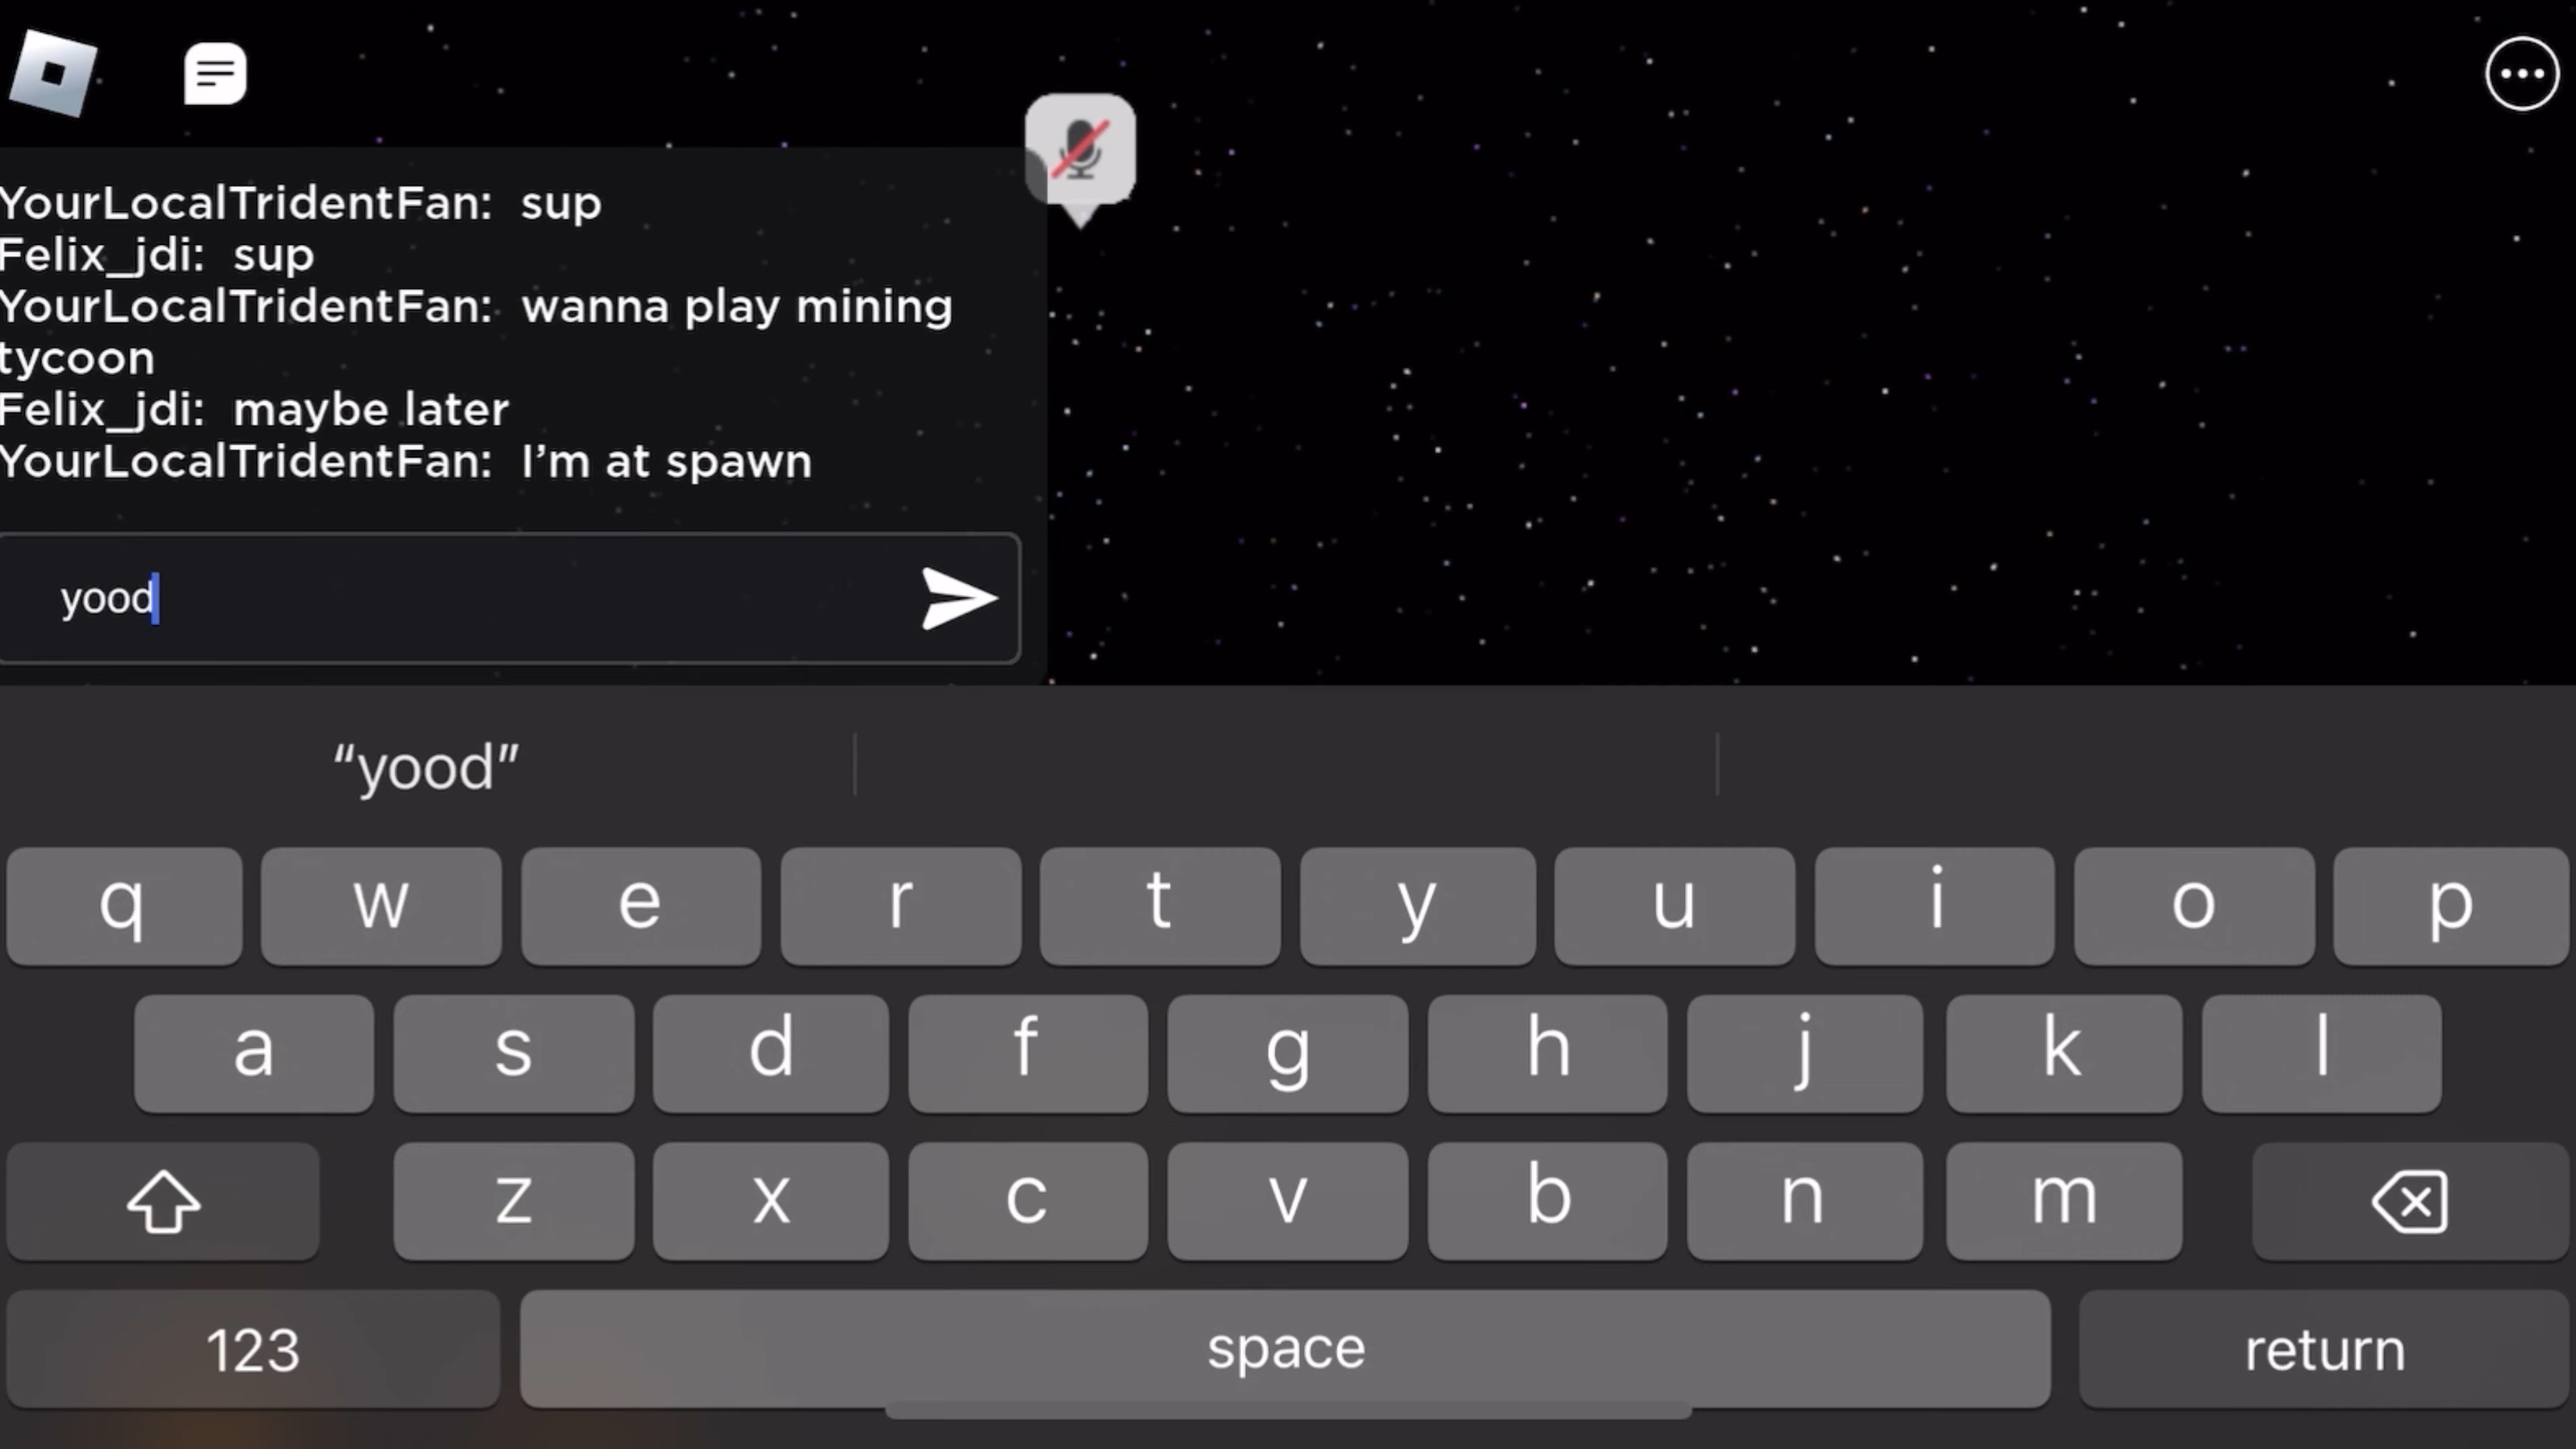 YourLocalTridentFan: sup
Felix_jdi: sup
YourLocalTridentFan: wanna play mining
tycoon
Felix_jdi: maybe later
YourLocalTridentFan: I’m at spawn
yood
“yood”
q w e r t y u i o p
a s d f g h j k l
z x c v b n m
123 space return